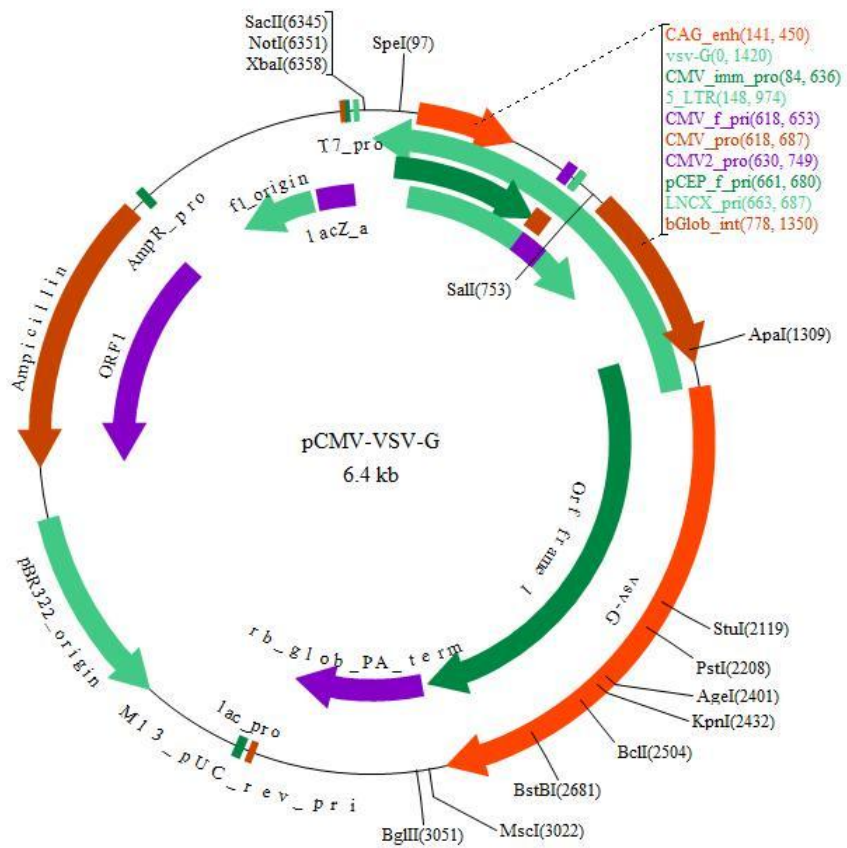 SacII(6345)
NotI(6351)
XbaI(6358)
SpeI(97)
CAG_enh(141, 450)
vsv-G(0, 1420)
CMV_imm_pro(84, 636)
5_LTR(148, 974)
CMV_f_pri(618, 653)
CMV_pro(618, 687)
CMV2_pro(630, 749)
pCEP_f_pri(661, 680)
LNCX_pri(663, 687)
bGlob_int(778, 1350)
T7_pro
f1_origin
lacZ_a
AmpR_pro
Ampicillin
ORF1
SalI(753)
ApaI(1309)
pCMV-VSV-G
6.4 kb
Orf frame 1
vsv-G
StuI(2119)
PstI(2208)
AgeI(2401)
KpnI(2432)
BclI(2504)
BstBI(2681)
MscI(3022)
BglII(3051)
rb_glob_PA_term
pBR322_origin
lac_pro
M13_pUC_rev_pri